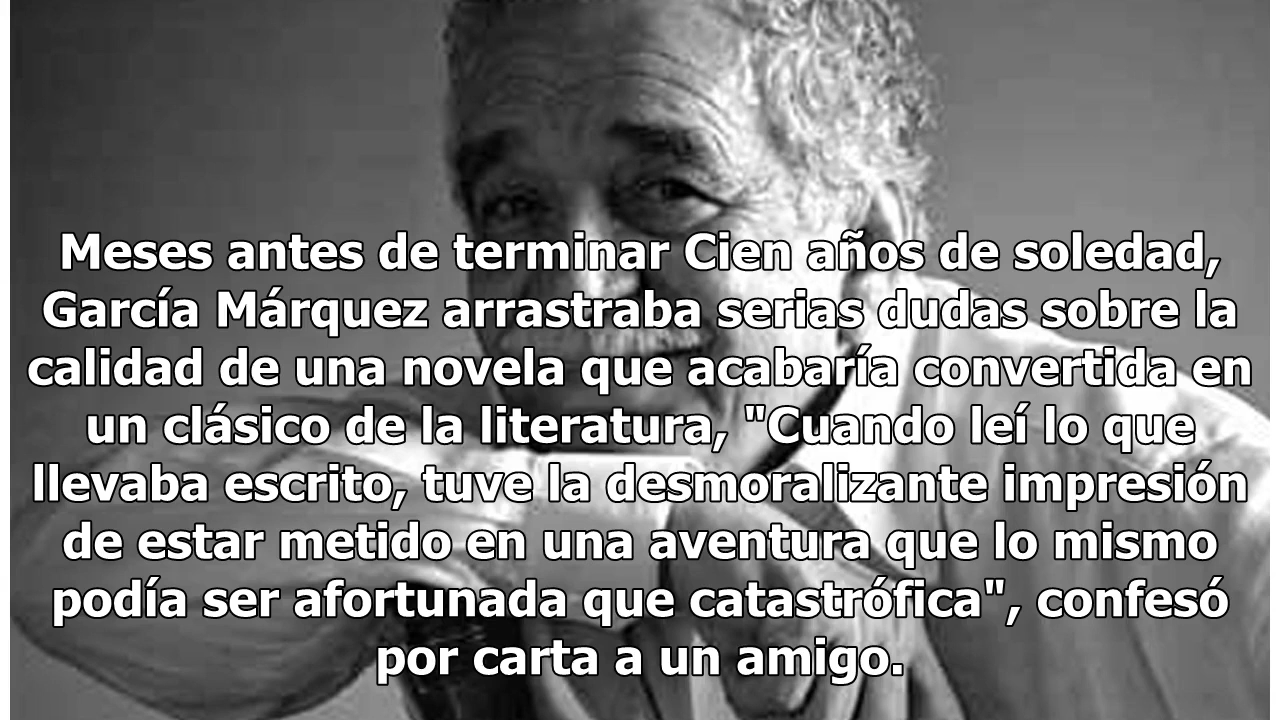 Meses antes de terminar Cien años de soledad,
García Márquez arrastraba serias dudas sobre la
calidad de una novela que acabaría convertida en
un clásico de la literatura, "Cuando leí lo que
llevaba escrito, tuve la desmoralizante impresión
de estar metido en una aventura que lo mismo
podía ser afortunada que catastrófica", confesó
por carta a un amigo.